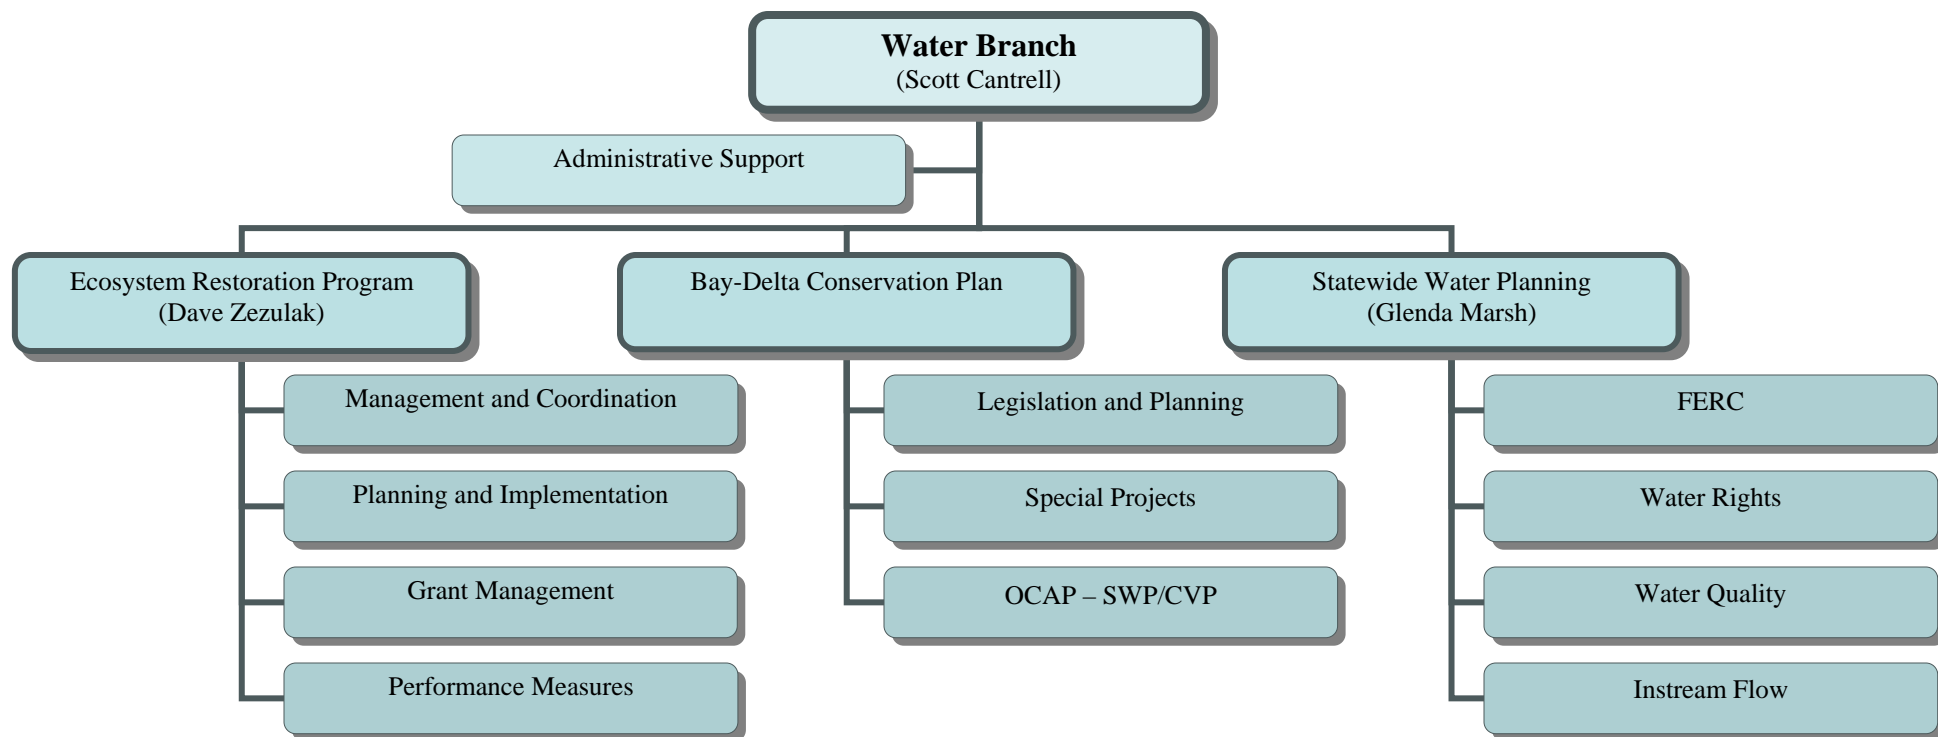 Water Branch
(Scott Cantrell)
Administrative Support
Ecosystem Restoration Program
(Dave Zezulak)
Bay-Delta Conservation Plan
Statewide Water Planning
(Glenda Marsh)
Management and Coordination
Planning and Implementation
Grant Management
Performance Measures
Legislation and Planning
Special Projects
OCAP – SWP/CVP
FERC
Water Rights
Water Quality
Instream Flow